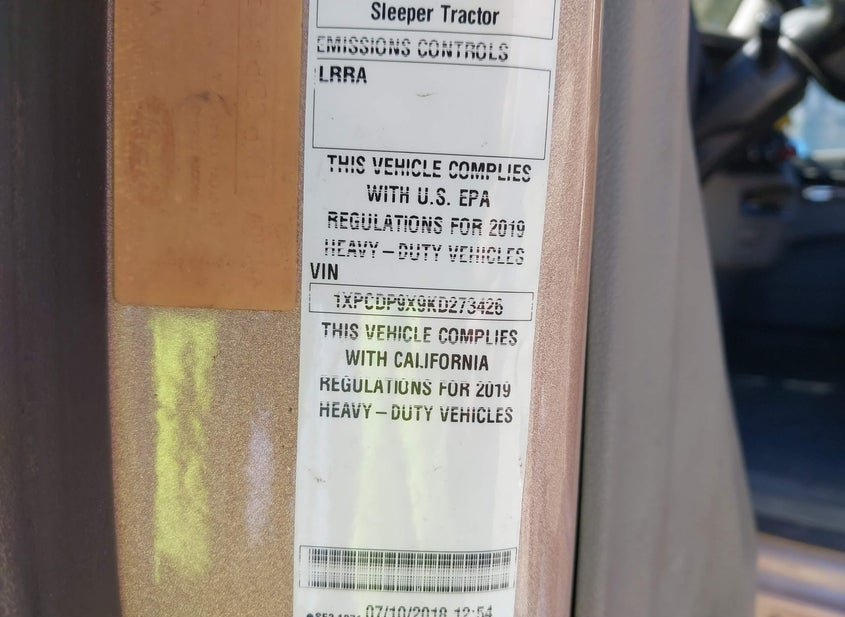 Sleeper Tractor
EMISSIONS CONTROLS
LRRA
THIS VEHICLE COMPLIES
WITH U.S. EPA
REGULATIONS FOR 2019
HEAVY-DUTY VEHICLES
VIN
1XPCDP9X9KD273426
THIS VEHICLE COMPLIES
WITH CALIFORNIA
REGULATIONS FOR 2019
HEAVY-DUTY VEHICLES
07/10/2018 12:54